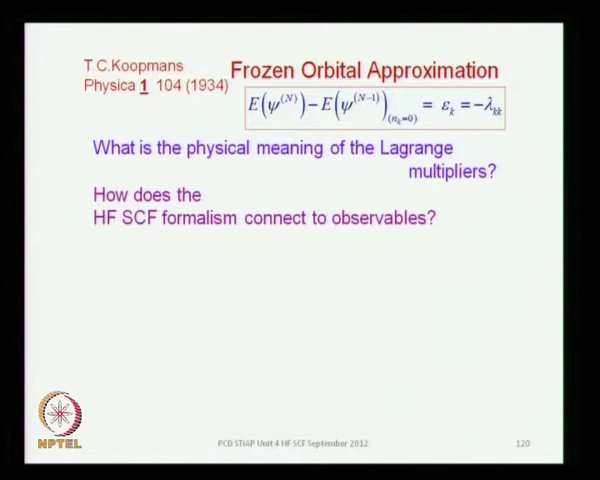 T C.Koopmans
Physica 1 104 (1934)
Frozen Orbital Approximation
E(ψ^(N)) − E(ψ^(N−1))_(n_k=0) = ε_k = −λ_kk
What is the physical meaning of the Lagrange
multipliers?
How does the
HF SCF formalism connect to observables?
NPTEL
PCD STiAP Unit 4 HF-SCF September 2012
120